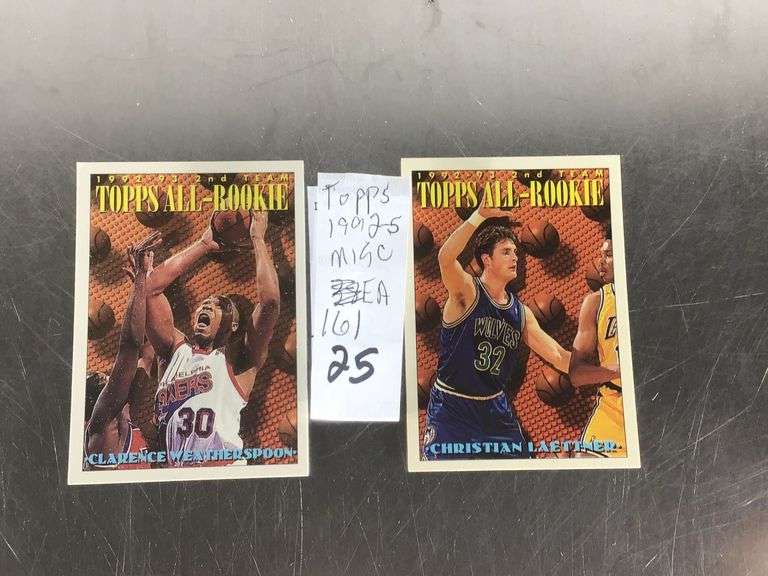 1992-93 2nd TEAM
TOPPS ALL-ROOKIE
30
·CLARENCE WEATHERSPOON·
Topps
1992-5
MISC
EA
.161
25
1992-93 2nd TEAM
TOPPS ALL-ROOKIE
WOLVES
32
·CHRISTIAN LAETTNER·